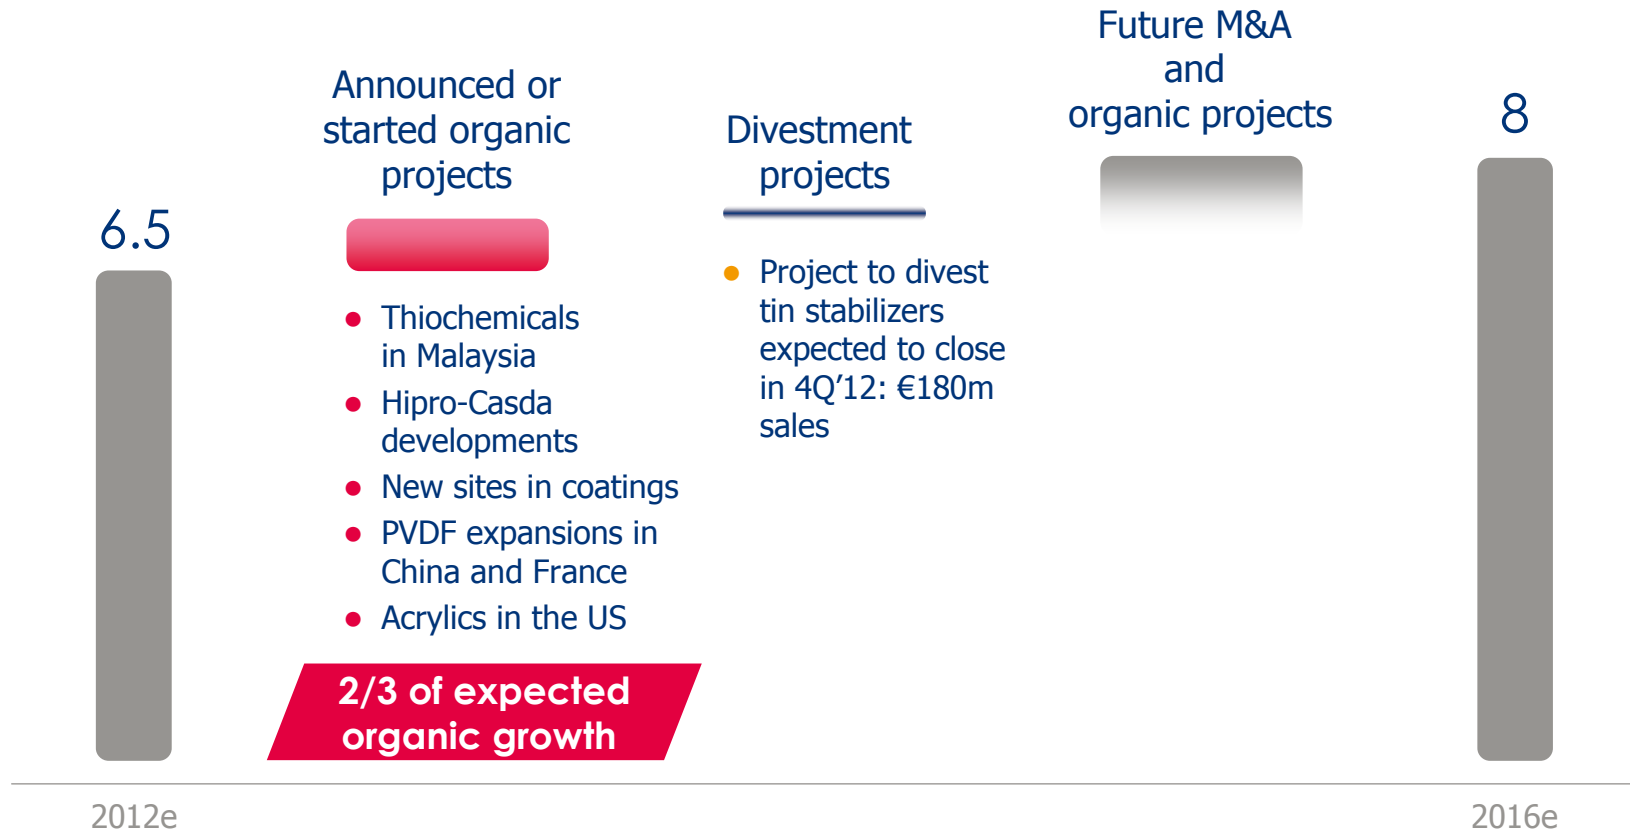 6.5
Announced or
started organic
projects
● Thiochemicals
in Malaysia
● Hipro-Casda
developments
● New sites in coatings
● PVDF expansions in
China and France
● Acrylics in the US
2/3 of expected
organic growth
Divestment
projects
● Project to divest
tin stabilizers
expected to close
in 4Q’12: €180m
sales
Future M&A
and
organic projects
8
2012e
2016e